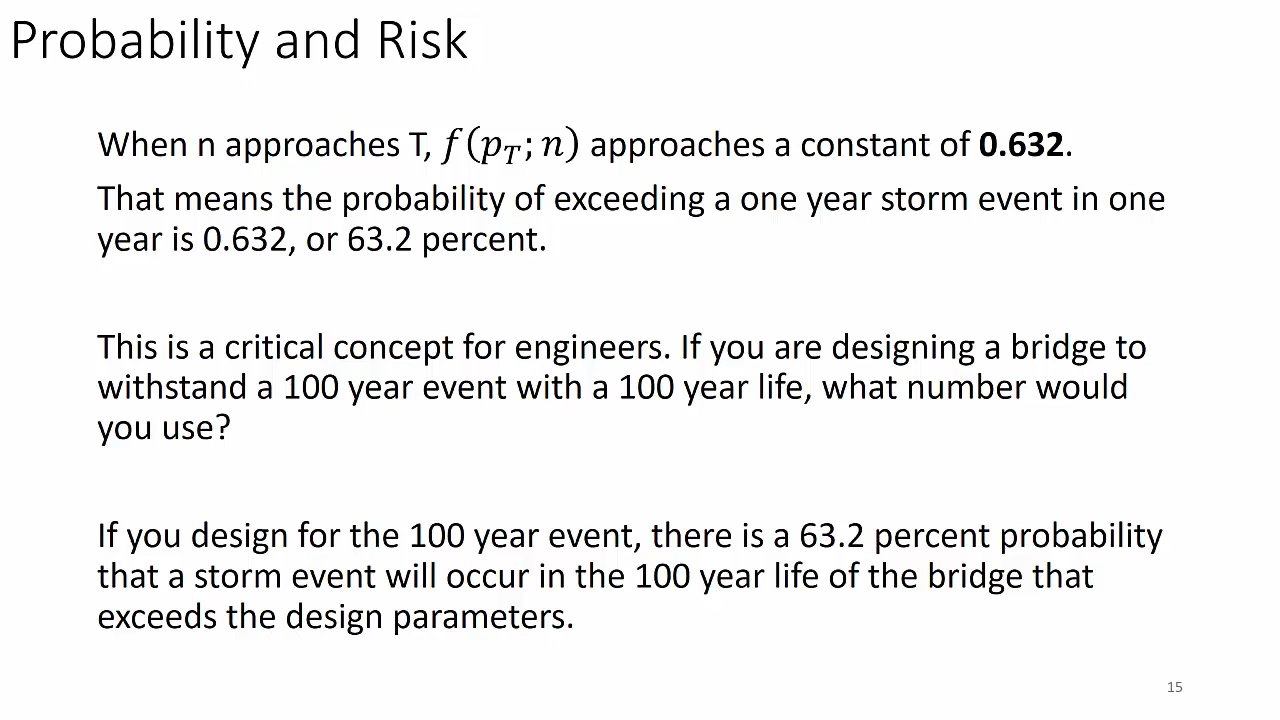 Probability and Risk
When n approaches T, 𝑓(𝑝_𝑇; 𝑛) approaches a constant of 0.632.
That means the probability of exceeding a one year storm event in one
year is 0.632, or 63.2 percent.
This is a critical concept for engineers. If you are designing a bridge to
withstand a 100 year event with a 100 year life, what number would
you use?
If you design for the 100 year event, there is a 63.2 percent probability
that a storm event will occur in the 100 year life of the bridge that
exceeds the design parameters.
15